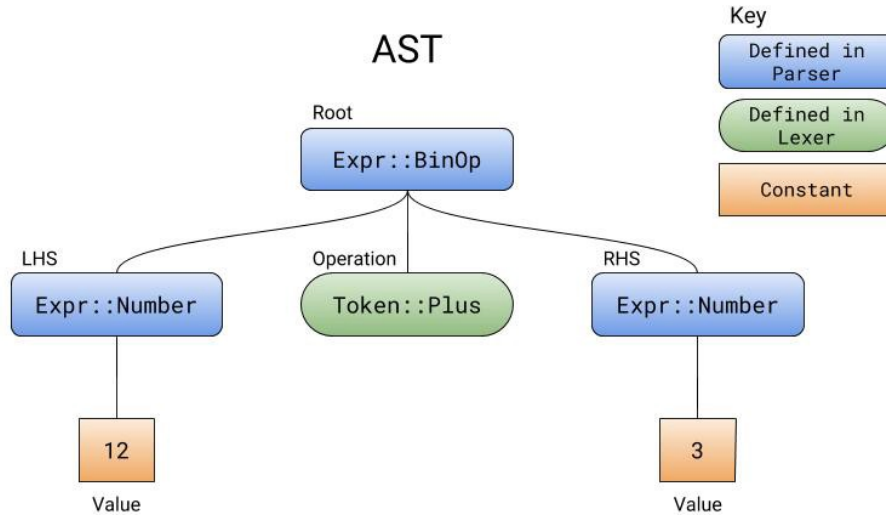 AST
Key
Defined in
Parser
Defined in
Lexer
Constant
Root
Expr::BinOp
LHS
Operation
RHS
Expr::Number
Token::Plus
Expr::Number
12
3
Value
Value